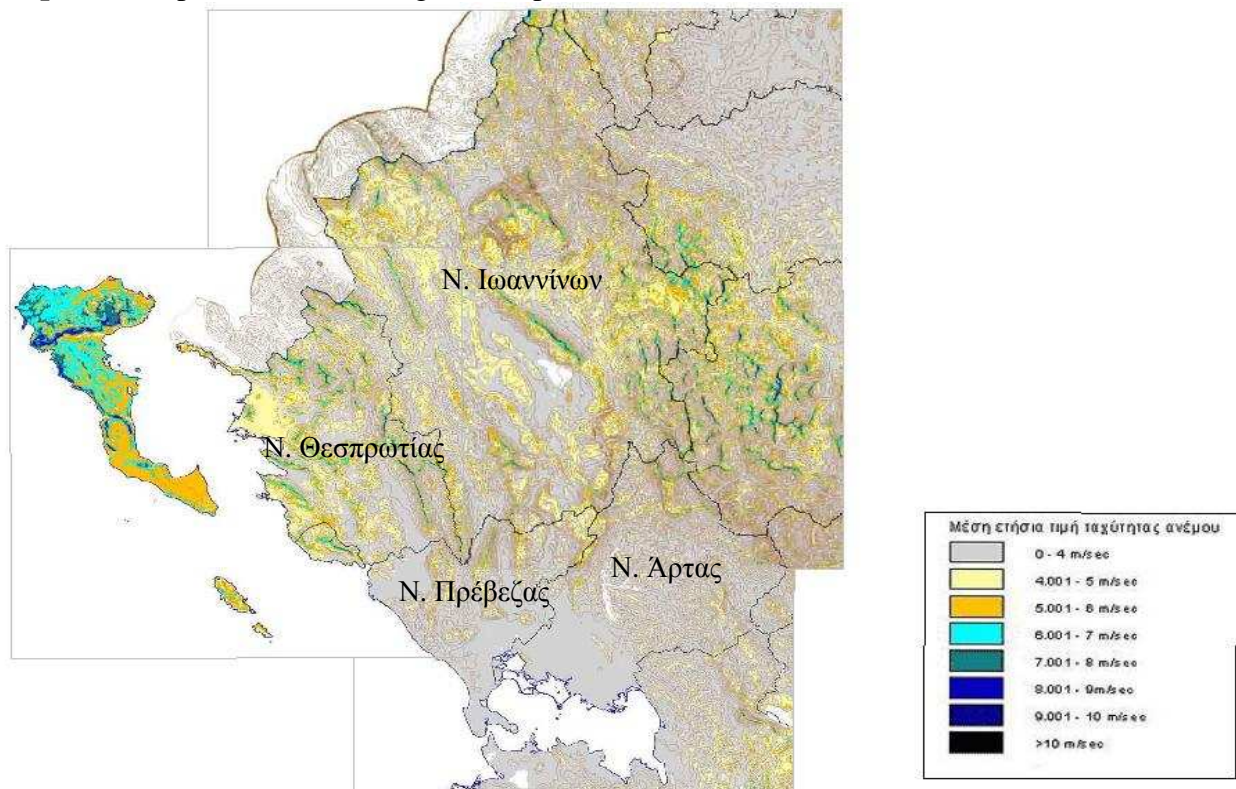 Ν. Ιωαννίνων
Ν. Θεσπρωτίας
Ν. Άρτας
Ν. Πρέβεζας
Μέση ετήσια τιμή ταχύτητας ανέμου
0 - 4 m/sec
4.001 - 5 m/sec
5.001 - 6 m/sec
6.001 - 7 m/sec
7.001 - 8 m/sec
8.001 - 9m/sec
9.001 - 10 m/sec
>10 m/sec